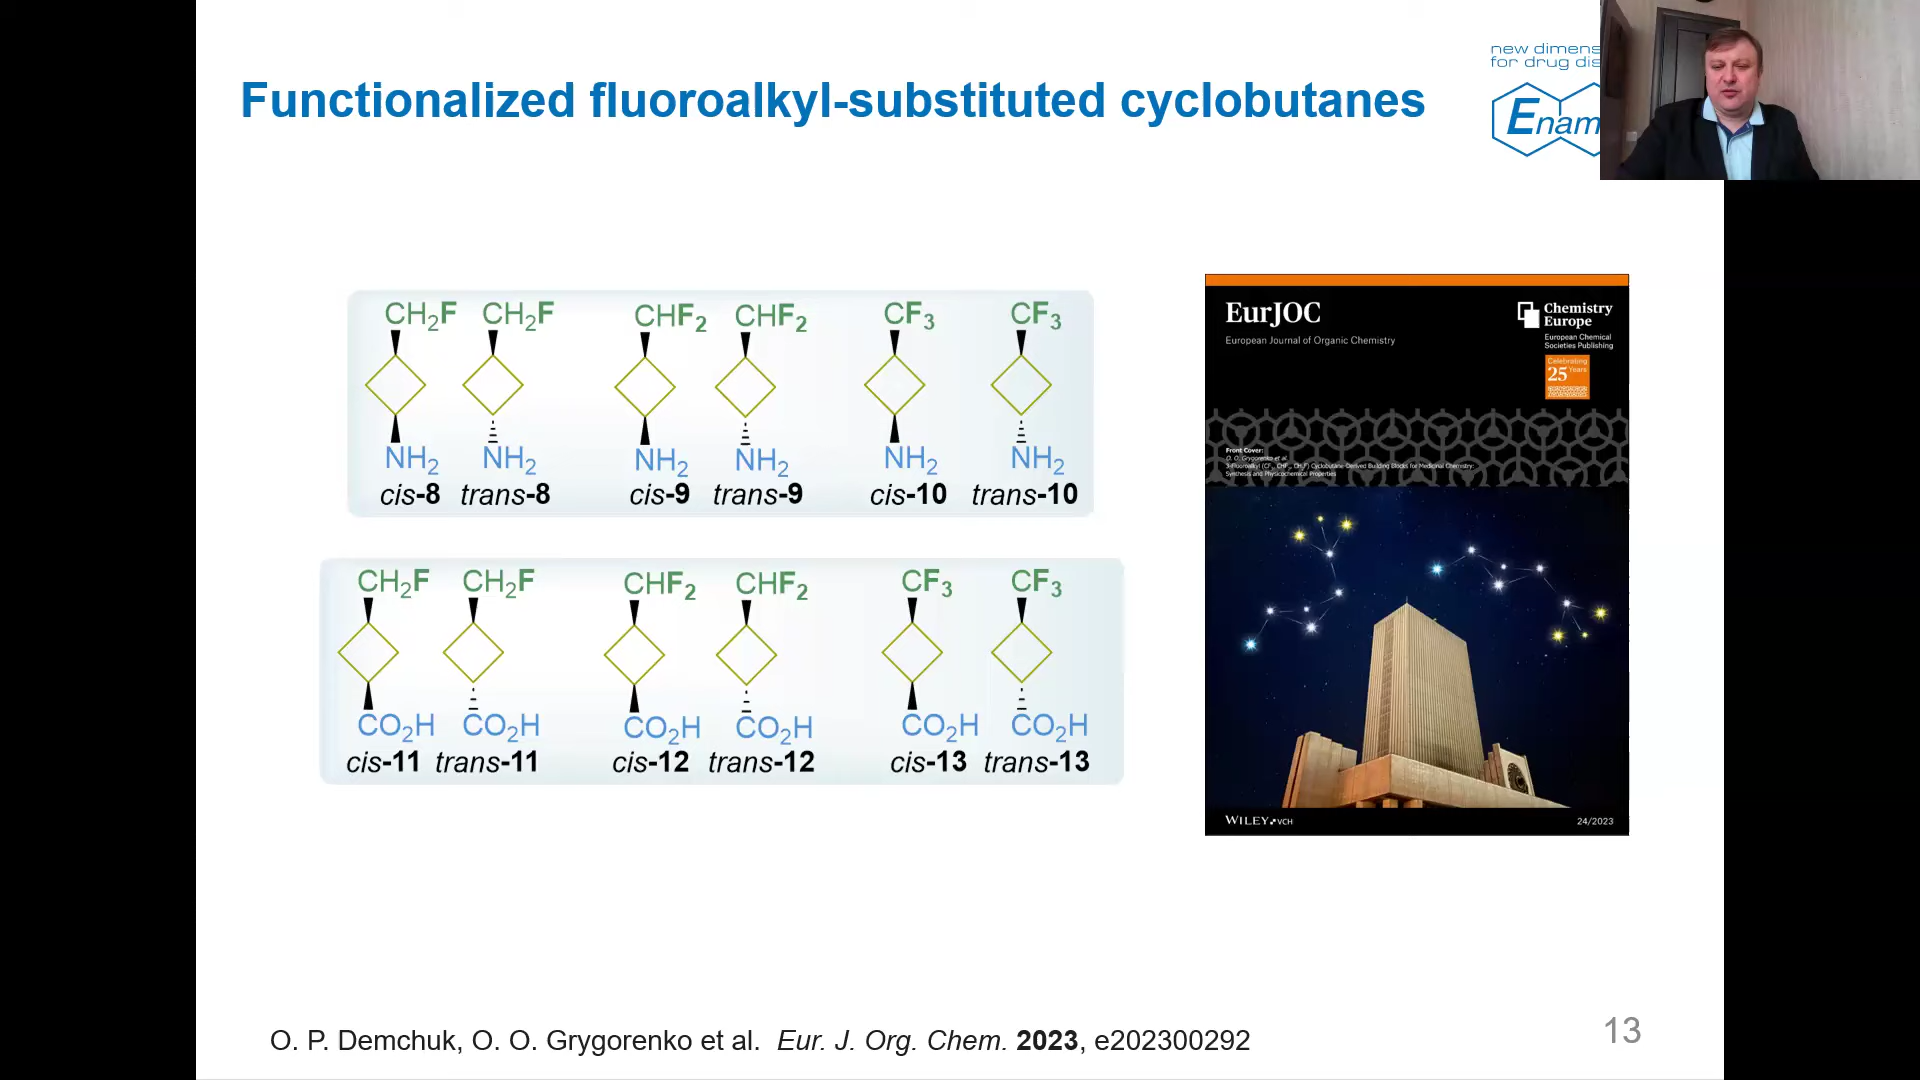 new dimens
for drug dis
Functionalized fluoroalkyl-substituted cyclobutanes
Enam
CH2F CH2F CHF2 CHF2 CF3 CF3
NH2 NH2 NH2 NH2 NH2 NH2
cis-8 trans-8 cis-9 trans-9 cis-10 trans-10
CH2F CH2F CHF2 CHF2 CF3 CF3
CO2H CO2H CO2H CO2H CO2H CO2H
cis-11 trans-11 cis-12 trans-12 cis-13 trans-13
EurJOC
European Journal of Organic Chemistry
Chemistry
Europe
European Chemical
Societies Publishing
Celebrating
25 Years
Front Cover:
O. O. Grygorenko et al.
3-Fluoroalkyl (CF3, CHF2, CH2F) Cyclobutane-Derived Building Blocks for Medicinal Chemistry:
Synthesis and Physicochemical Properties
WILEY-VCH
24/2023
O. P. Demchuk, O. O. Grygorenko et al. Eur. J. Org. Chem. 2023, e202300292
13